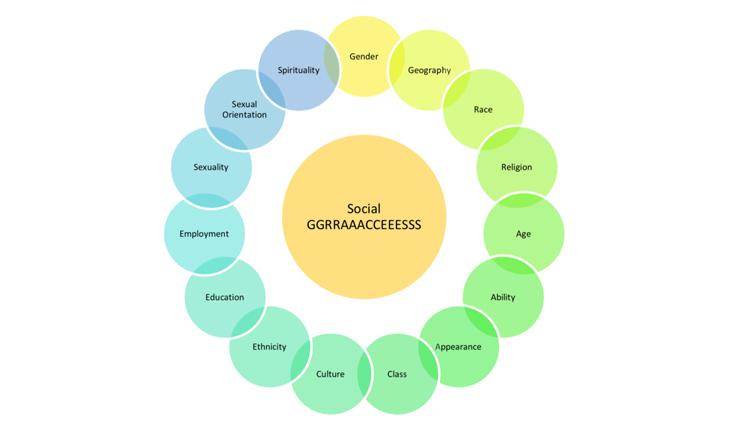 Social
GGRRAAACCEEESSS
Gender
Geography
Race
Religion
Age
Ability
Appearance
Class
Culture
Ethnicity
Education
Employment
Sexuality
Sexual
Orientation
Spirituality